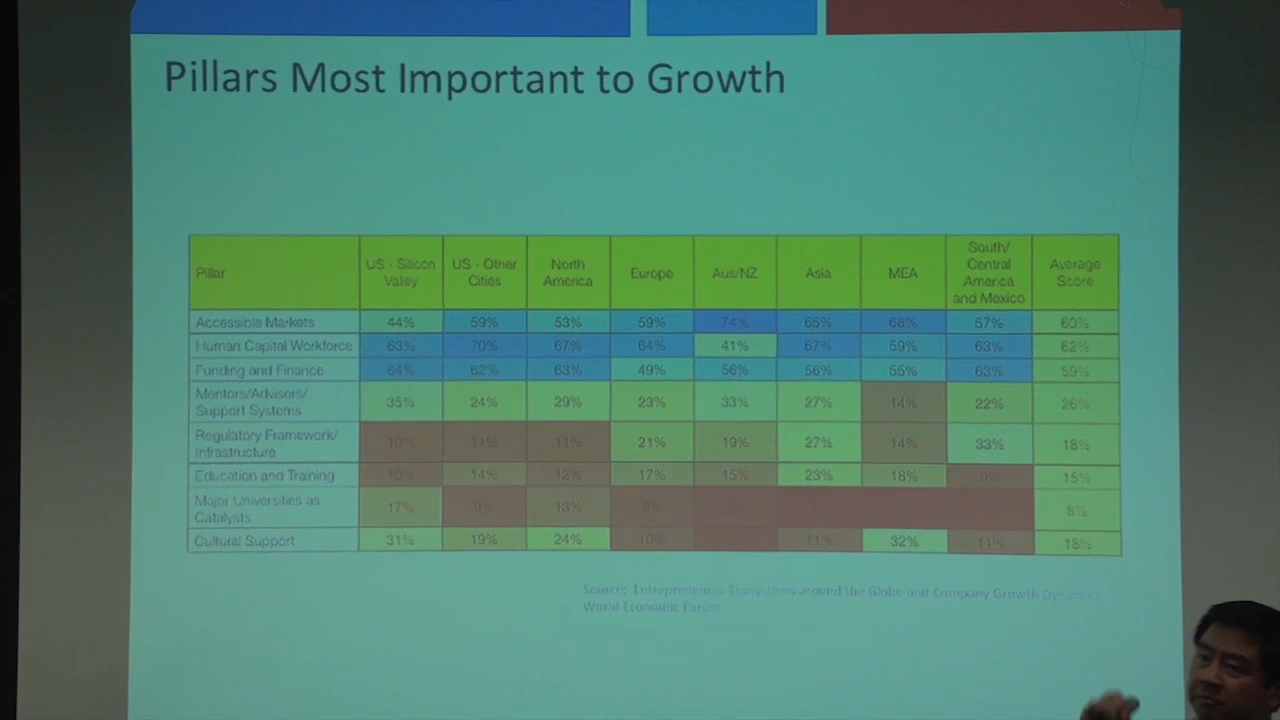 Pillars Most Important to Growth
Pillar
US - Silicon
Valley
US - Other
Cities
North
America
Europe
Aus/NZ
Asia
MEA
South/
Central
America
and Mexico
Average
Score
Accessible Markets 44% 59% 53% 59% 74% 65% 68% 57% 60%
Human Capital Workforce 63% 70% 67% 64% 41% 67% 59% 63% 62%
Funding and Finance 64% 62% 63% 49% 56% 56% 55% 63% 59%
Mentors/Advisors/
Support Systems
35% 24% 29% 23% 33% 27% 14% 22% 26%
Regulatory Framework/
Infrastructure
10% 11% 11% 21% 19% 27% 14% 33% 18%
Education and Training 10% 14% 12% 17% 15% 23% 18% 9% 15%
Major Universities as
Catalysts
17% 9% 13% 9% 8%
Cultural Support 31% 19% 24% 10% 11% 32% 11% 18%
Source: Entrepreneurial Ecosystems around the Globe and Company Growth Dynamics
World Economic Forum